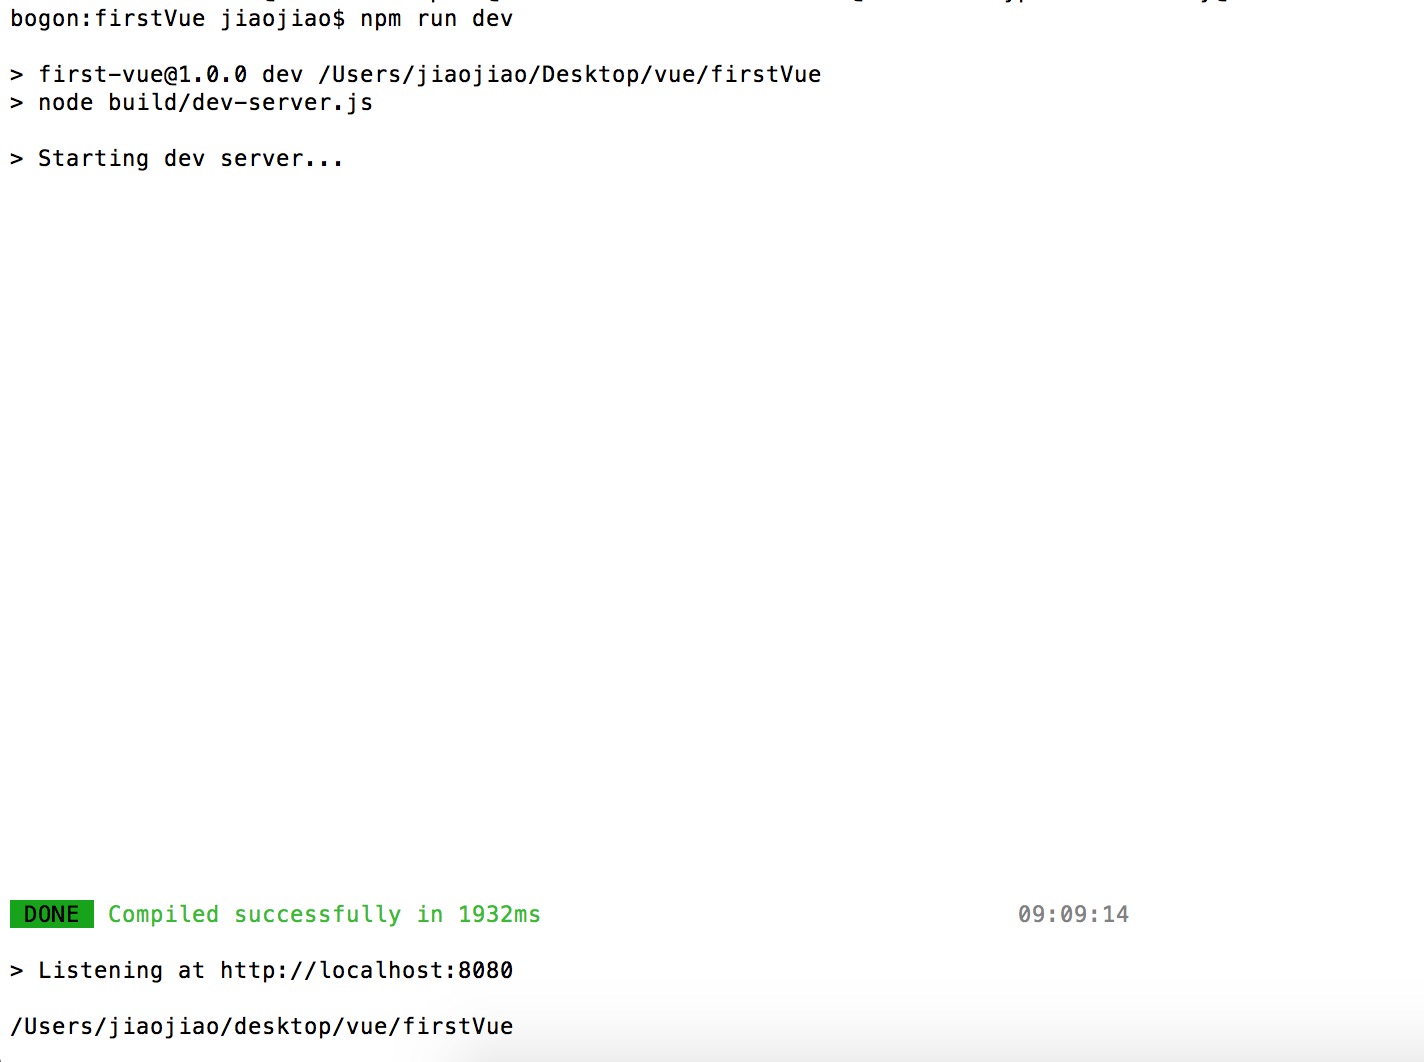 bogon:firstVue jiaojiao$ npm run dev
> first-vue@1.0.0 dev /Users/jiaojiao/Desktop/vue/firstVue
> node build/dev-server.js
> Starting dev server...
DONE Compiled successfully in 1932ms 09:09:14
> Listening at http://localhost:8080
/Users/jiaojiao/desktop/vue/firstVue